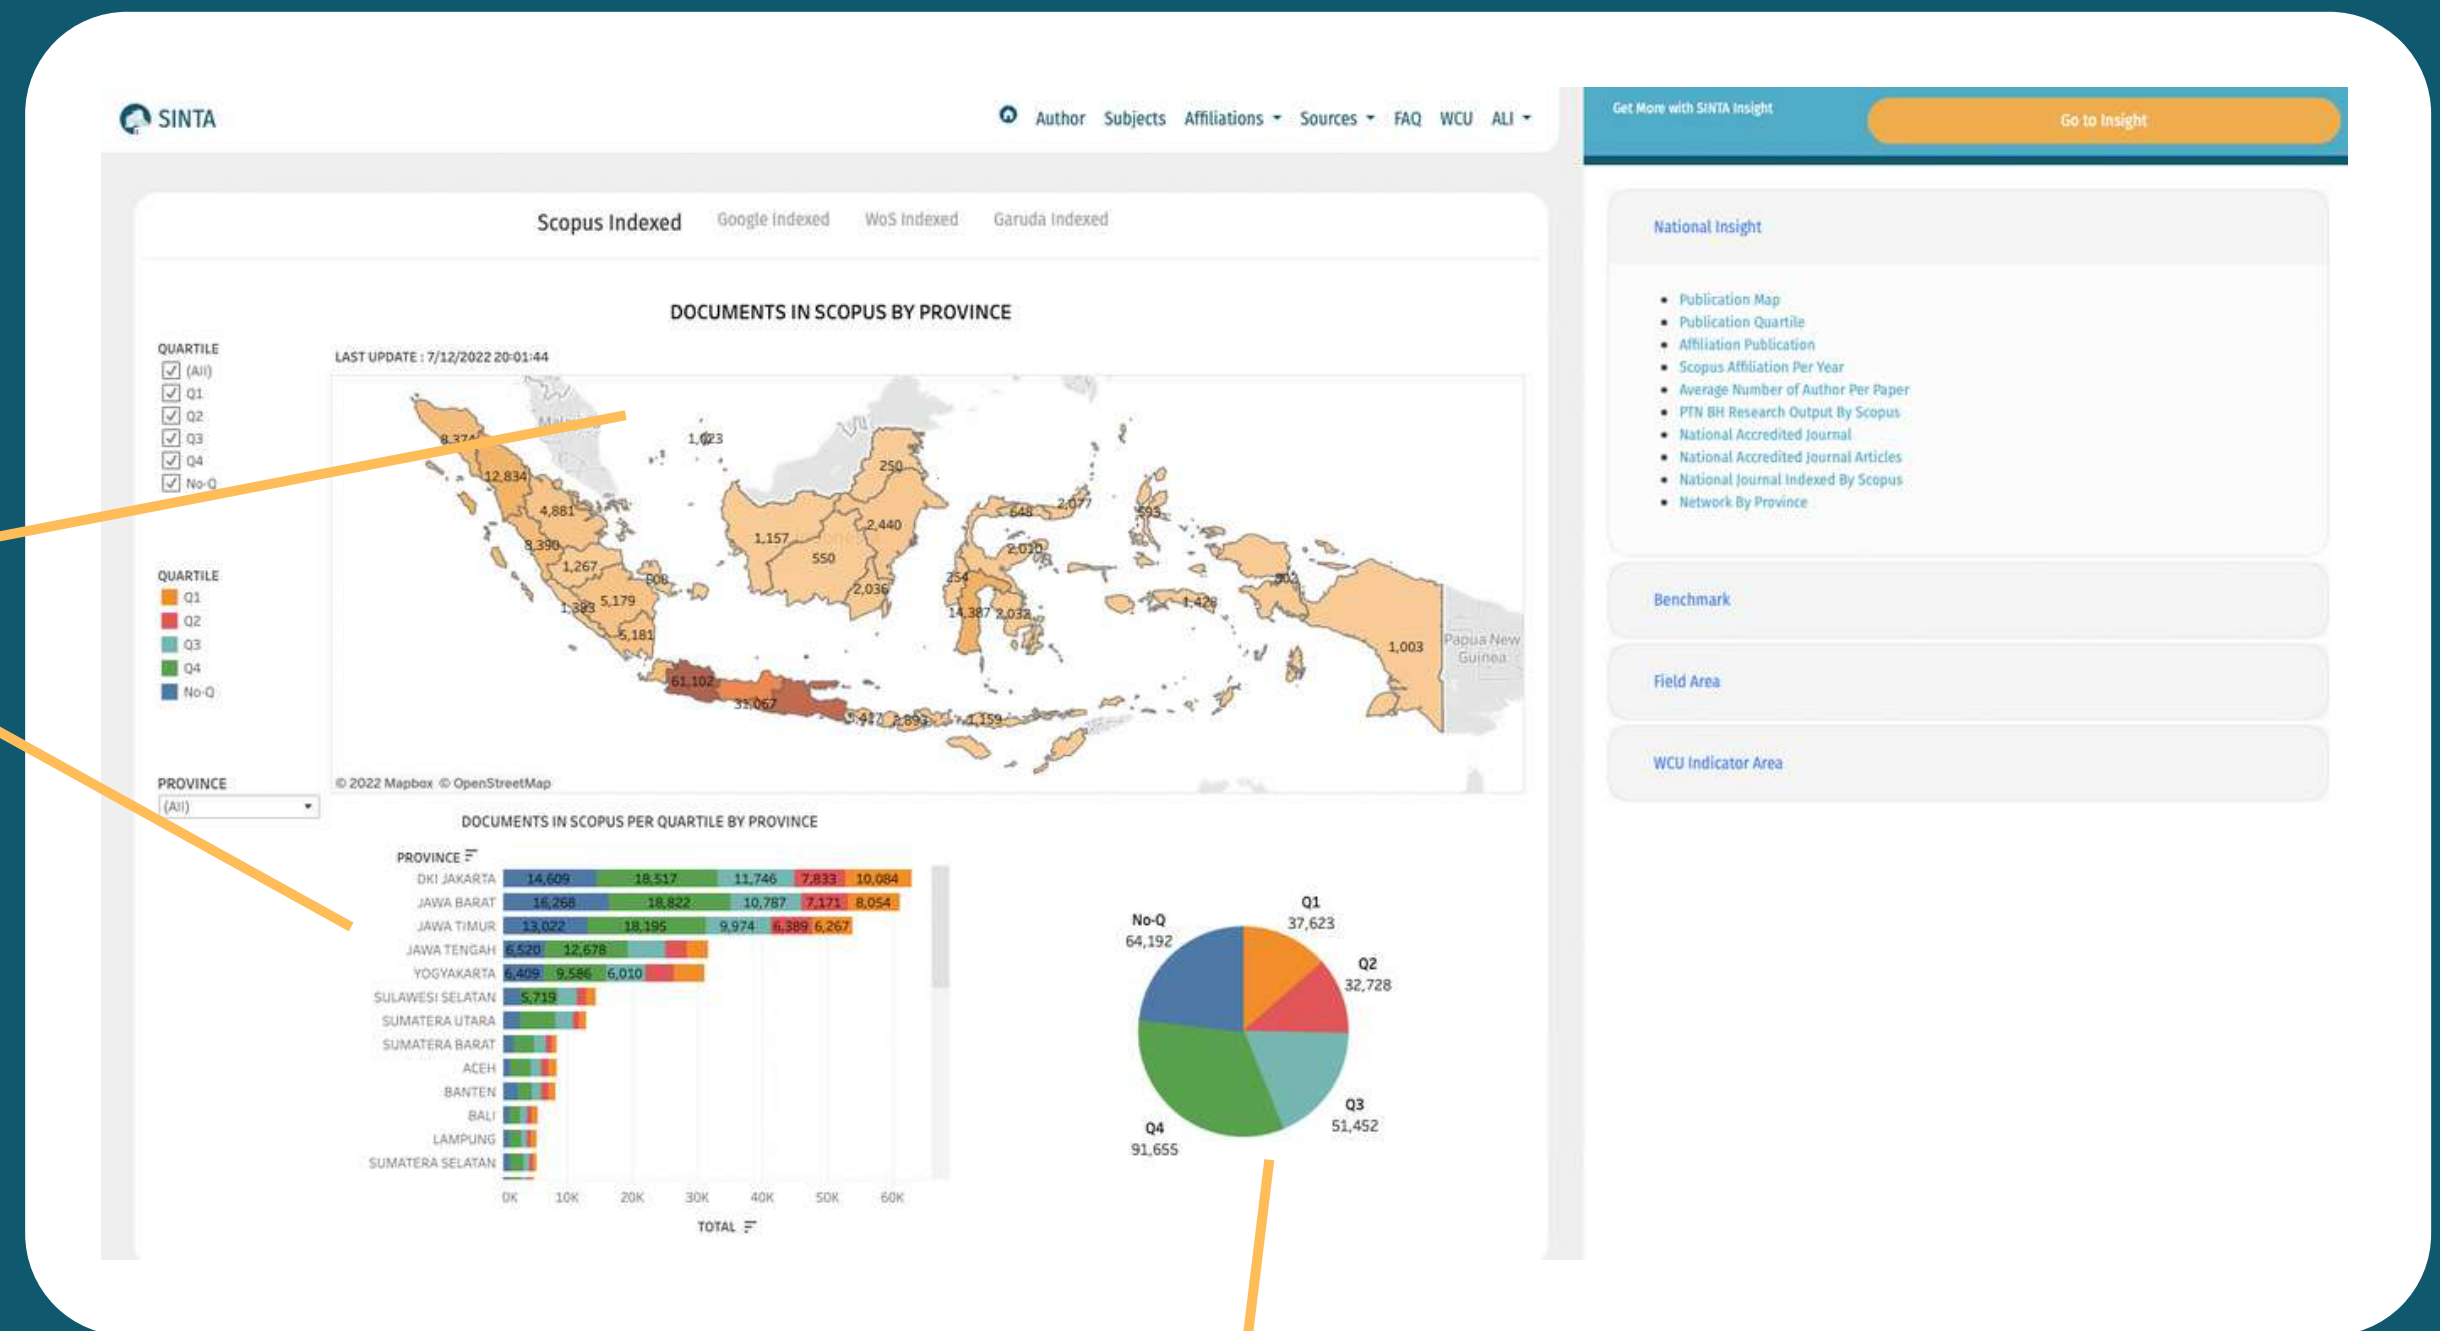 SINTA
Author Subjects Affiliations Sources FAQ WCU ALI
Get More with SINTA Insight
Go to Insight
Scopus Indexed Google Indexed WoS Indexed Garuda Indexed
DOCUMENTS IN SCOPUS BY PROVINCE
QUARTILE
(All)
Q1
Q2
Q3
Q4
No-Q
QUARTILE
Q1
Q2
Q3
Q4
No-Q
PROVINCE
(All)
LAST UPDATE : 7/12/2022 20:01:44
8,374
12,834
4,881
8,390
1,267
1,383
5,179
5,181
1,023
250
1,157
2,440
550
2,036
648
2,077
2,010
254
14,387
1,428
1,003
61,102
1,159
Papua New
Guinea
© 2022 Mapbox © OpenStreetMap
DOCUMENTS IN SCOPUS PER QUARTILE BY PROVINCE
PROVINCE
DKI JAKARTA 14,609 18,517 11,746 7,833 10,084
JAWA BARAT 16,268 18,822 10,787 7,171 8,054
JAWA TIMUR 13,022 18,195 9,974 6,389 6,267
JAWA TENGAH 6,520 12,678
YOGYAKARTA 6,409 9,586 6,010
SULAWESI SELATAN 5,719
SUMATERA UTARA
SUMATERA BARAT
ACEH
BANTEN
BALI
LAMPUNG
SUMATERA SELATAN
0K 10K 20K 30K 40K 50K 60K
TOTAL
No-Q
64,192
Q1
37,623
Q2
32,728
Q3
51,452
Q4
91,655
National Insight
Publication Map
Publication Quartile
Affiliation Publication
Scopus Affiliation Per Year
Average Number of Author Per Paper
PTN BH Research Output By Scopus
National Accredited Journal
National Accredited Journal Articles
National Journal Indexed By Scopus
Network By Province
Benchmark
Field Area
WCU Indicator Area